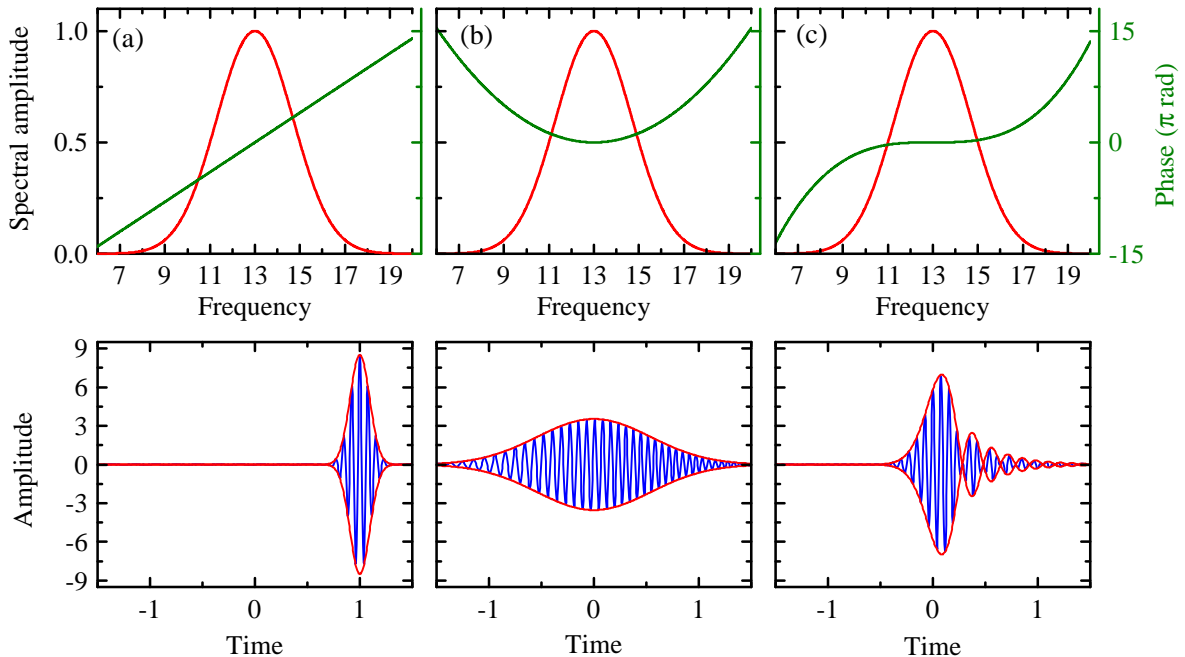 (a)
(b)
(c)
Spectral amplitude
1.0
0.5
0.0
15
0
-15
Phase (π rad)
7 9 11 13 15 17 19
7 9 11 13 15 17 19
7 9 11 13 15 17 19
Frequency
Frequency
Frequency
Amplitude
9
6
3
0
-3
-6
-9
-1 0 1
-1 0 1
-1 0 1
Time
Time
Time